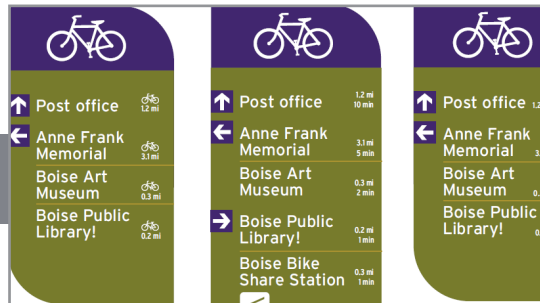 Post office
1.2 mi
Anne Frank
Memorial
3.1 mi
Boise Art
Museum
0.3 mi
Boise Public
Library!
0.2 mi
Post office
1.2 mi
10 min
Anne Frank
Memorial
3.1 mi
5 min
Boise Art
Museum
0.3 mi
2 min
Boise Public
Library!
0.2 mi
1 min
Boise Bike
Share Station
0.3 mi
1 min
Post office
Anne Frank
Memorial
Boise Art
Museum
Boise Public
Library!